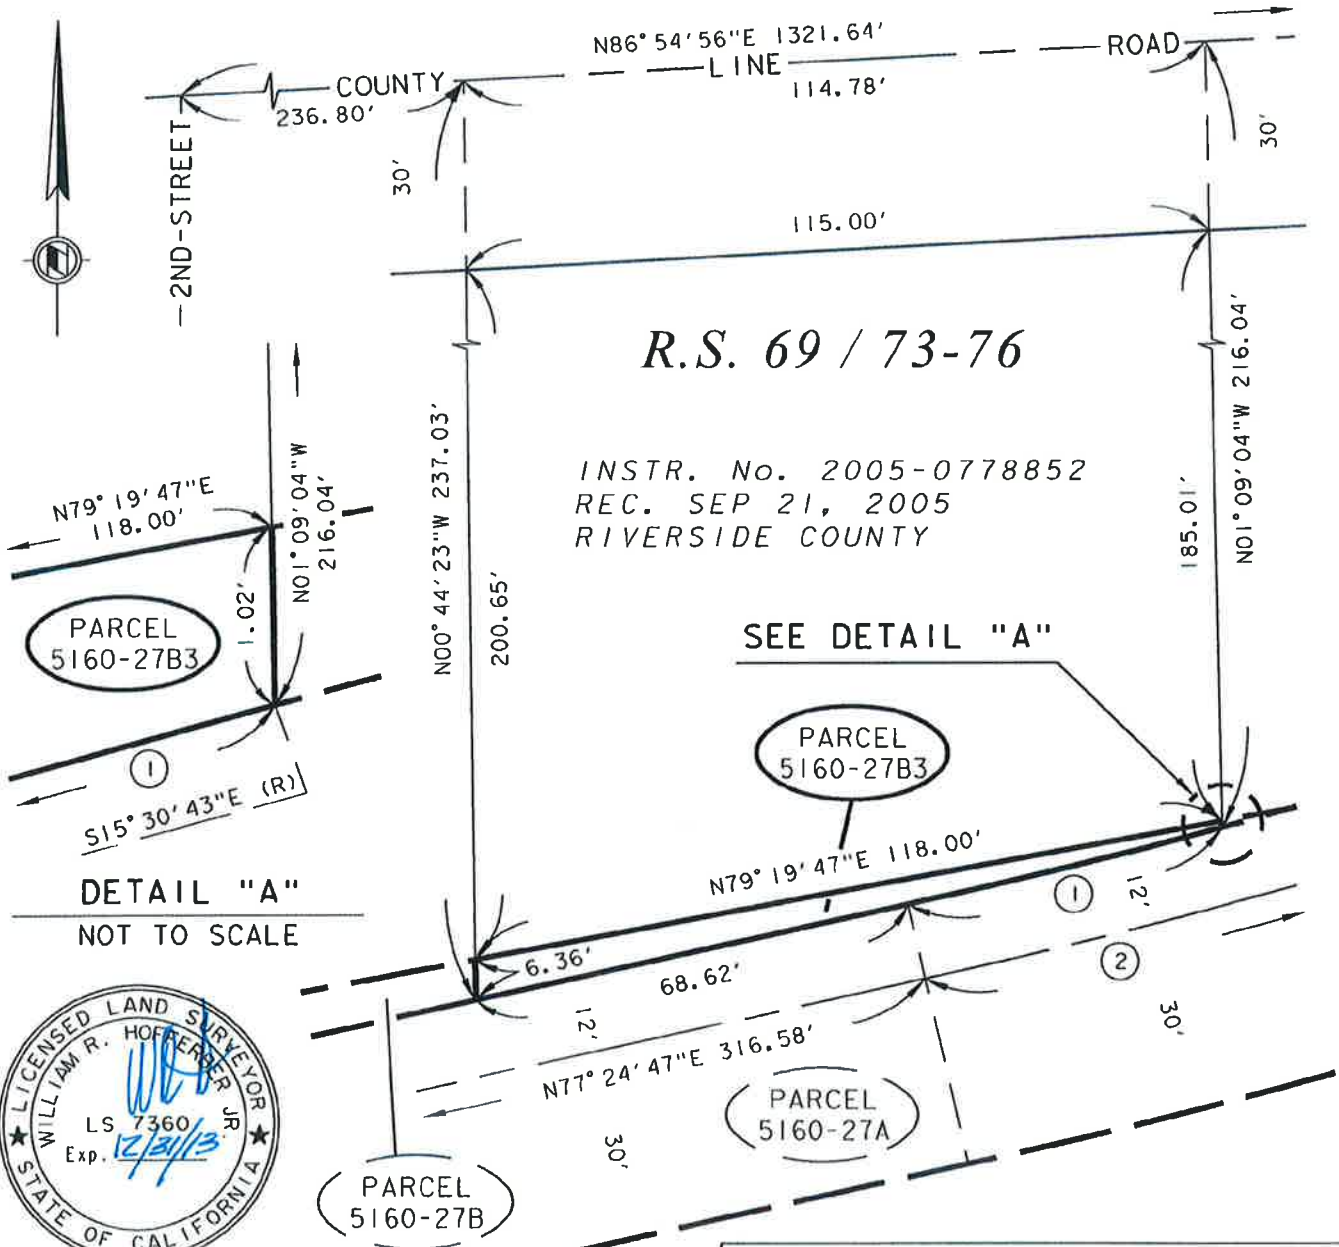 N86°54'56"E 1321.64'
COUNTY LINE ROAD
236.80'
114.78'
2ND STREET
30'
30'
115.00'
R.S. 69 / 73-76
INSTR. No. 2005-0778852
REC. SEP 21, 2005
RIVERSIDE COUNTY
N00°44'23"W 237.03'
200.65'
185.01'
N01°09'04"W 216.04'
N79°19'47"E
118.00'
N01°09'04"W
216.04'
1.02'
PARCEL
5160-27B3
1
S15°30'43"E (R)
DETAIL "A"
NOT TO SCALE
SEE DETAIL "A"
PARCEL
5160-27B3
N79°19'47"E 118.00'
6.36'
68.62'
1
12'
2
12'
N77°24'47"E 316.58'
30'
30'
PARCEL
5160-27A
PARCEL
5160-27B
LICENSED LAND SURVEYOR
WILLIAM R. HOFFERBER JR.
LS 7360
Exp. 12/31/13
STATE OF CALIFORNIA